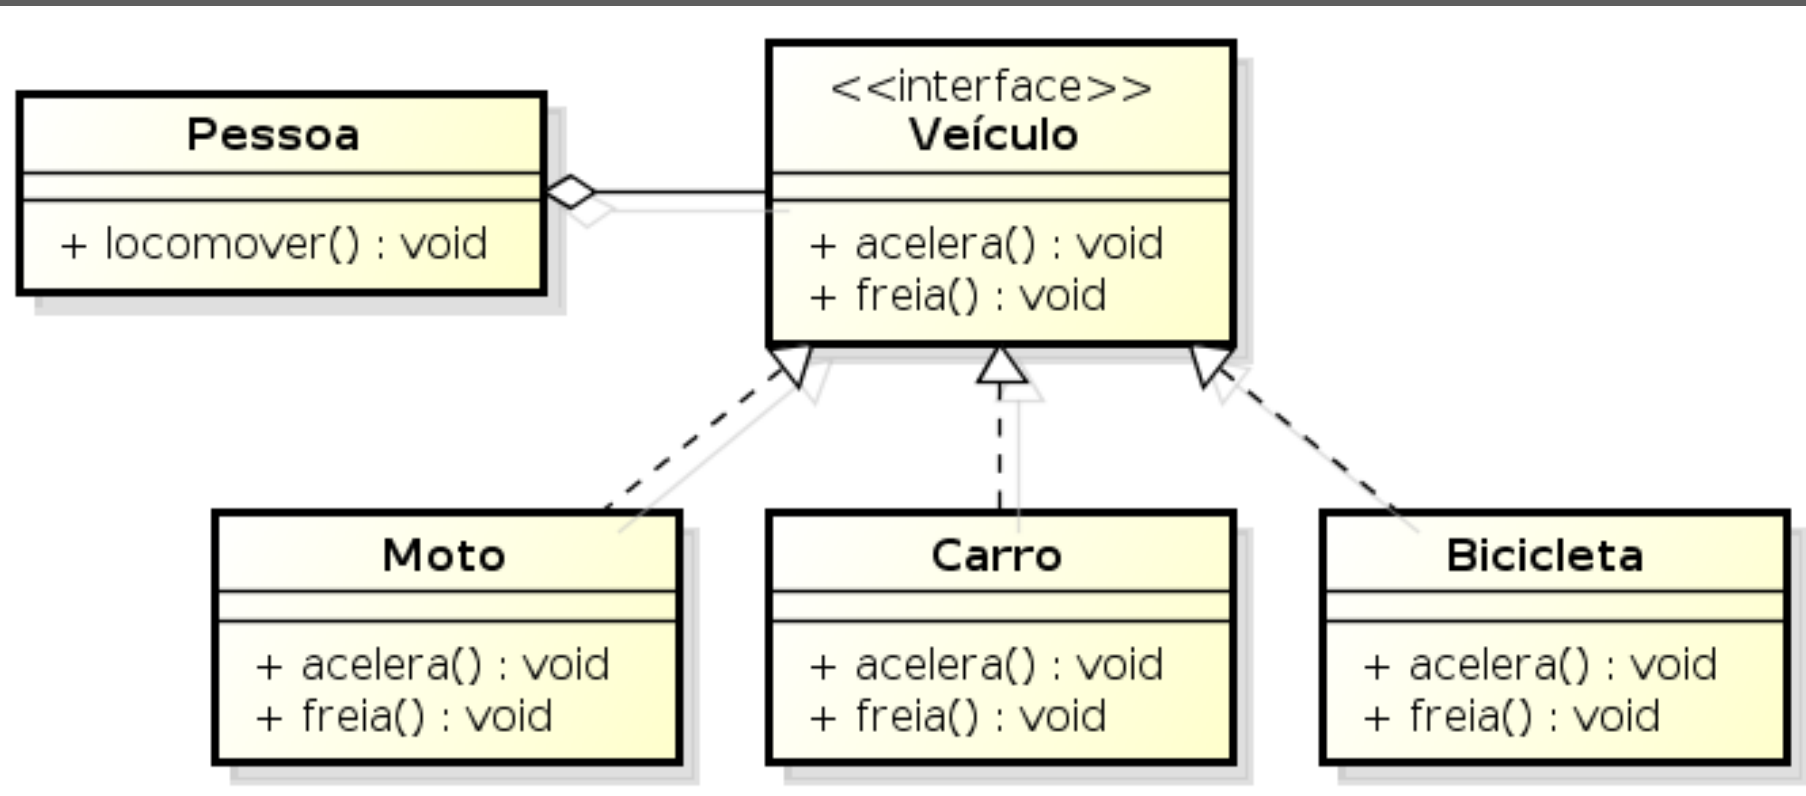 Pessoa
+ locomover() : void
<<interface>>
Veículo
+ acelera() : void
+ freia() : void
Moto
+ acelera() : void
+ freia() : void
Carro
+ acelera() : void
+ freia() : void
Bicicleta
+ acelera() : void
+ freia() : void